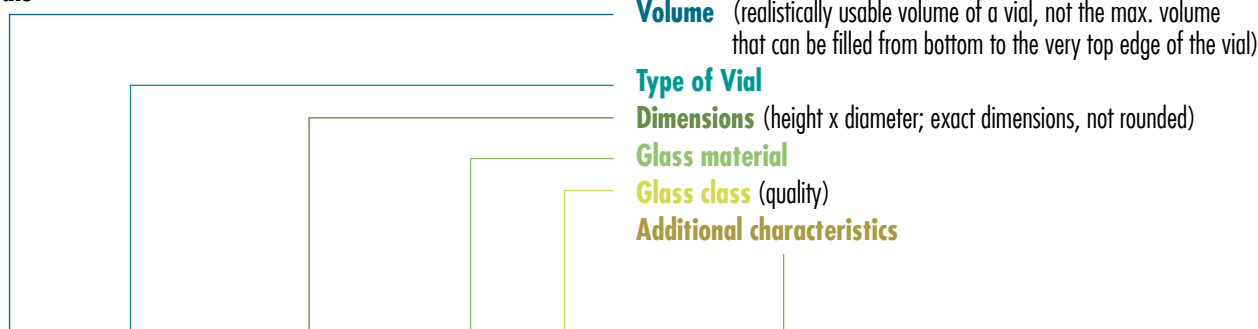 Volume (realistically usable volume of a vial, not the max. volume
that can be filled from bottom to the very top edge of the vial)
Type of Vial
Dimensions (height x diameter; exact dimensions, not rounded)
Glass material
Glass class (quality)
Additional characteristics